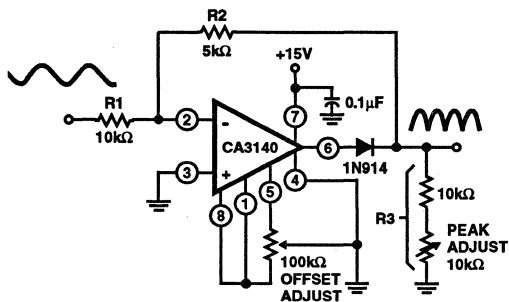 R2
5kΩ
+15V
R1
10kΩ
0.1µF
2
7
-
CA3140
6
1N914
3
+
4
8
1
5
100kΩ
OFFSET
ADJUST
R3
10kΩ
PEAK
ADJUST
10kΩ